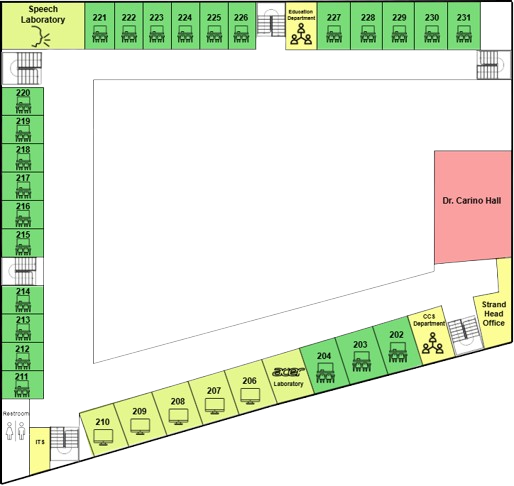 Speech
Laboratory
221
222
223
224
225
226
Education
Department
227
228
229
230
231
220
219
218
217
216
215
214
213
212
211
Dr. Carino Hall
Strand
Head
Office
CCS
Department
202
203
204
acer
Laboratory
206
207
208
209
210
Restroom
ITS